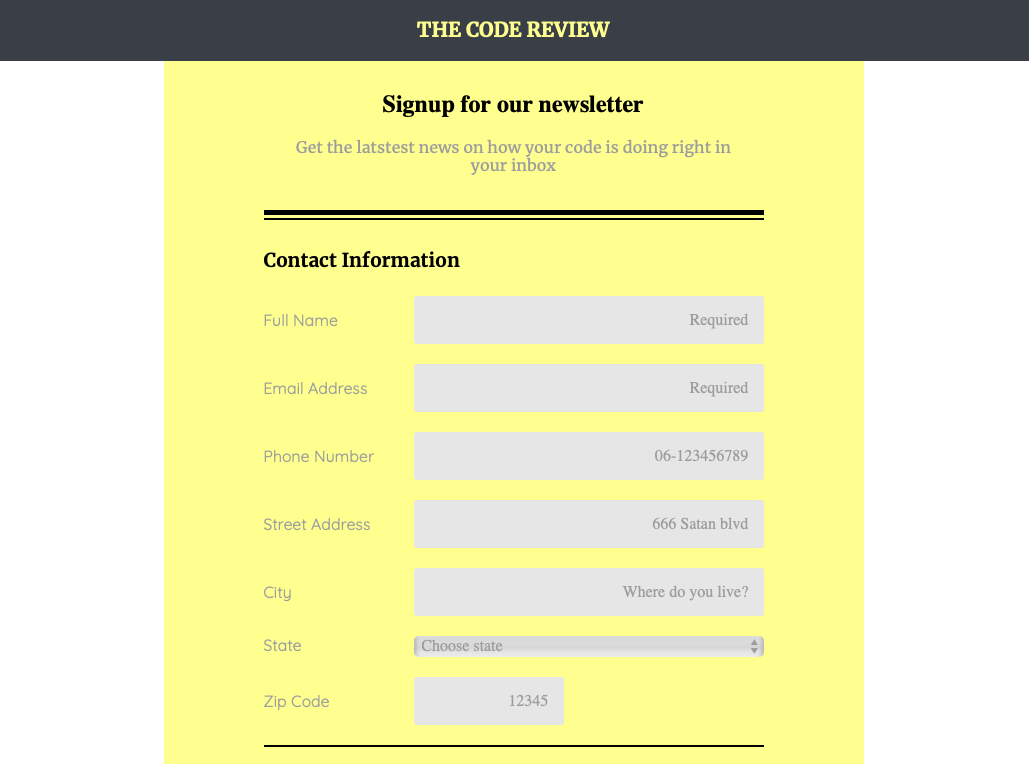 THE CODE REVIEW
Signup for our newsletter
Get the latstest news on how your code is doing right in
your inbox
Contact Information
Full Name Required
Email Address Required
Phone Number 06-123456789
Street Address 666 Satan blvd
City Where do you live?
State Choose state
Zip Code 12345